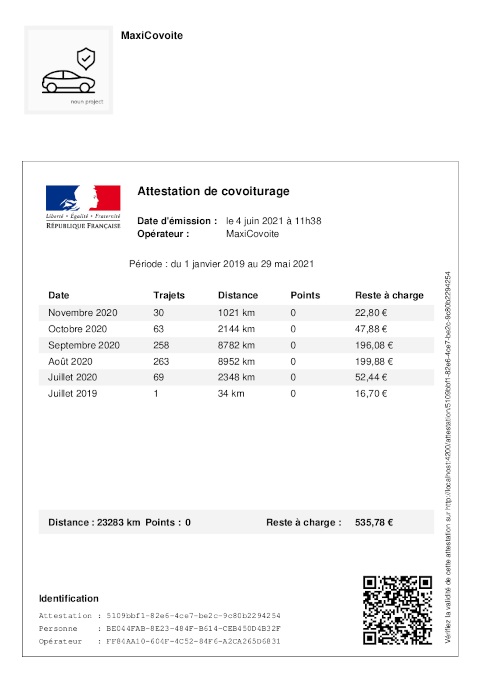 MaxiCovoite
noun project
Liberté • Égalité • Fraternité
RÉPUBLIQUE FRANÇAISE
Attestation de covoiturage
Date d'émission : le 4 juin 2021 à 11h38
Opérateur : MaxiCovoite
Période : du 1 janvier 2019 au 29 mai 2021
Date Trajets Distance Points Reste à charge
Novembre 2020 30 1021 km 0 22,80 €
Octobre 2020 63 2144 km 0 47,88 €
Septembre 2020 258 8782 km 0 196,08 €
Août 2020 263 8952 km 0 199,88 €
Juillet 2020 69 2348 km 0 52,44 €
Juillet 2019 1 34 km 0 16,70 €
Distance : 23283 km Points : 0 Reste à charge : 535,78 €
Identification
Attestation : 5109bbf1-82e6-4ce7-be2c-9c80b2294254
Personne : BE044FAB-8E23-484F-B614-CEB450D4B32F
Opérateur : FF84AA10-604F-4C52-84F6-A2CA265D6831
Vérifiez la validité de cette attestation sur http://localhost:4200/attestation/5109bbf1-82e6-4ce7-be2c-9c80b2294254